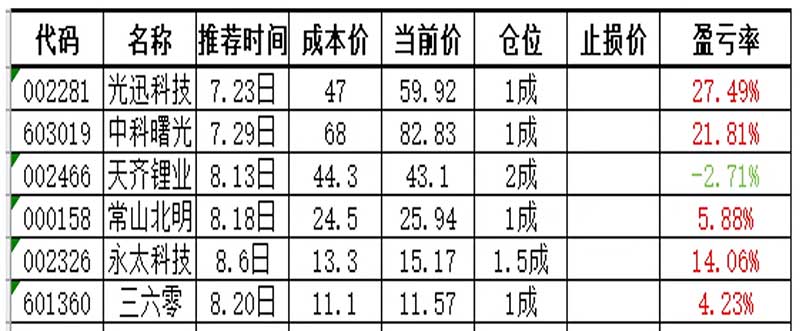 代码 名称 推荐时间 成本价 当前价 仓位 止损价 盈亏率
002281 光迅科技 7.23日 47 59.92 1成 27.49%
603019 中科曙光 7.29日 68 82.83 1成 21.81%
002466 天齐锂业 8.13日 44.3 43.1 2成 -2.71%
000158 常山北明 8.18日 24.5 25.94 1成 5.88%
002326 永太科技 8.6日 13.3 15.17 1.5成 14.06%
601360 三六零 8.20日 11.1 11.57 1成 4.23%